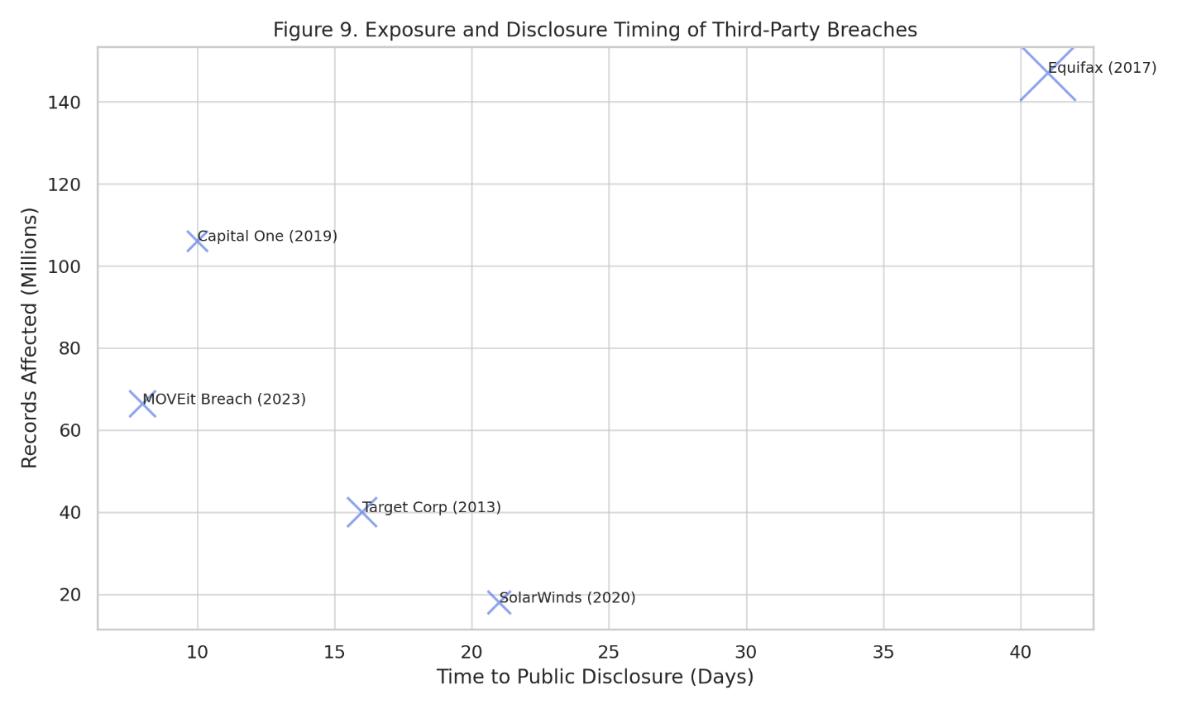 Figure 9. Exposure and Disclosure Timing of Third-Party Breaches
Equifax (2017)
140
120
Capital One (2019)
100
80
MOVEit Breach (2023)
60
Target Corp (2013)
40
SolarWinds (2020)
20
Records Affected (Millions)
10 15 20 25 30 35 40
Time to Public Disclosure (Days)